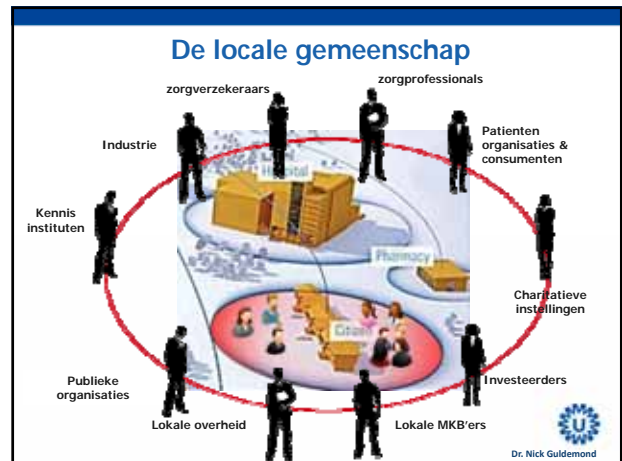 De locale gemeenschap
zorgverzekeraars
zorgprofessionals
Industrie
Patienten
organisaties &
consumenten
Hospital
Kennis
instituten
Pharmacy
Charitatieve
instellingen
Citizen
Publieke
organisaties
Investeerders
Lokale overheid
Lokale MKB'ers
U
Dr. Nick Guldemond